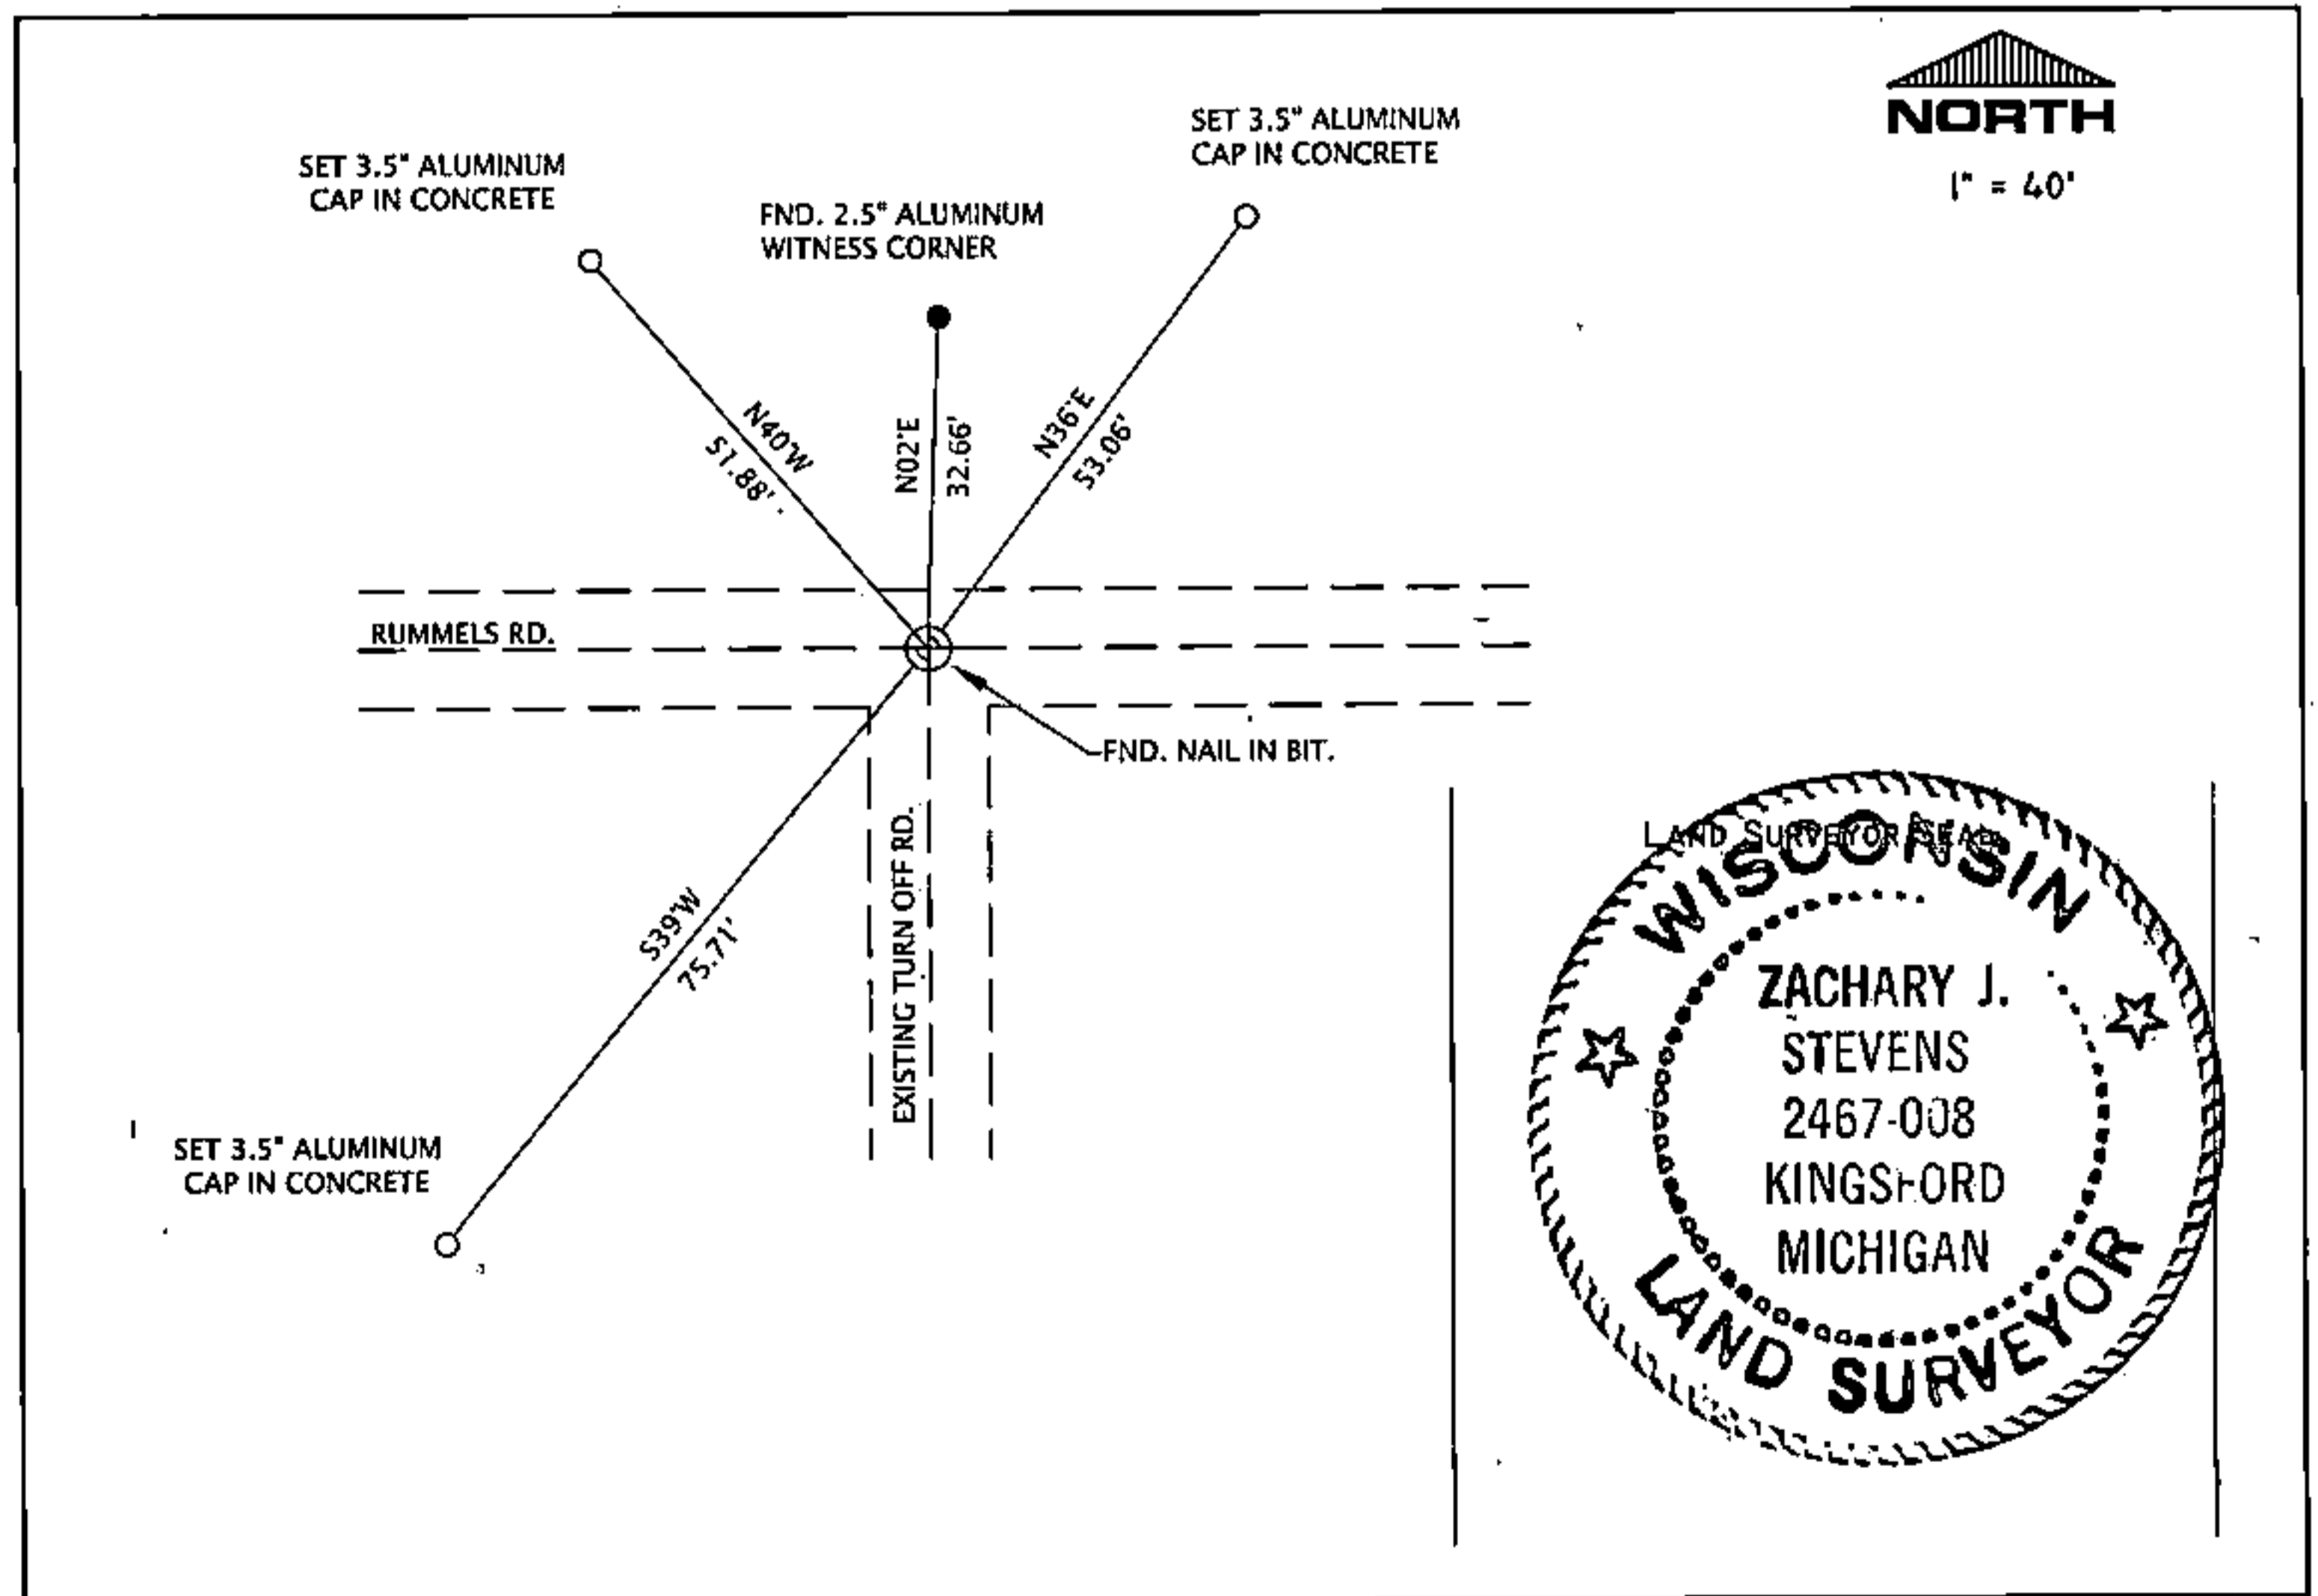 NORTH
1" = 40'
SET 3.5" ALUMINUM
CAP IN CONCRETE
SET 3.5" ALUMINUM
CAP IN CONCRETE
FND. 2.5" ALUMINUM
WITNESS CORNER
N40°W
51.88'
N02°E
32.66'
N36°E
53.06'
RUMMELS RD.
FND. NAIL IN BIT.
EXISTING TURN OFF RD.
S39°W
75.71'
SET 3.5" ALUMINUM
CAP IN CONCRETE
LAND SURVEYOR SEAL
WISCONSIN
ZACHARY J.
STEVENS
2467-008
KINGSFORD
MICHIGAN
LAND SURVEYOR